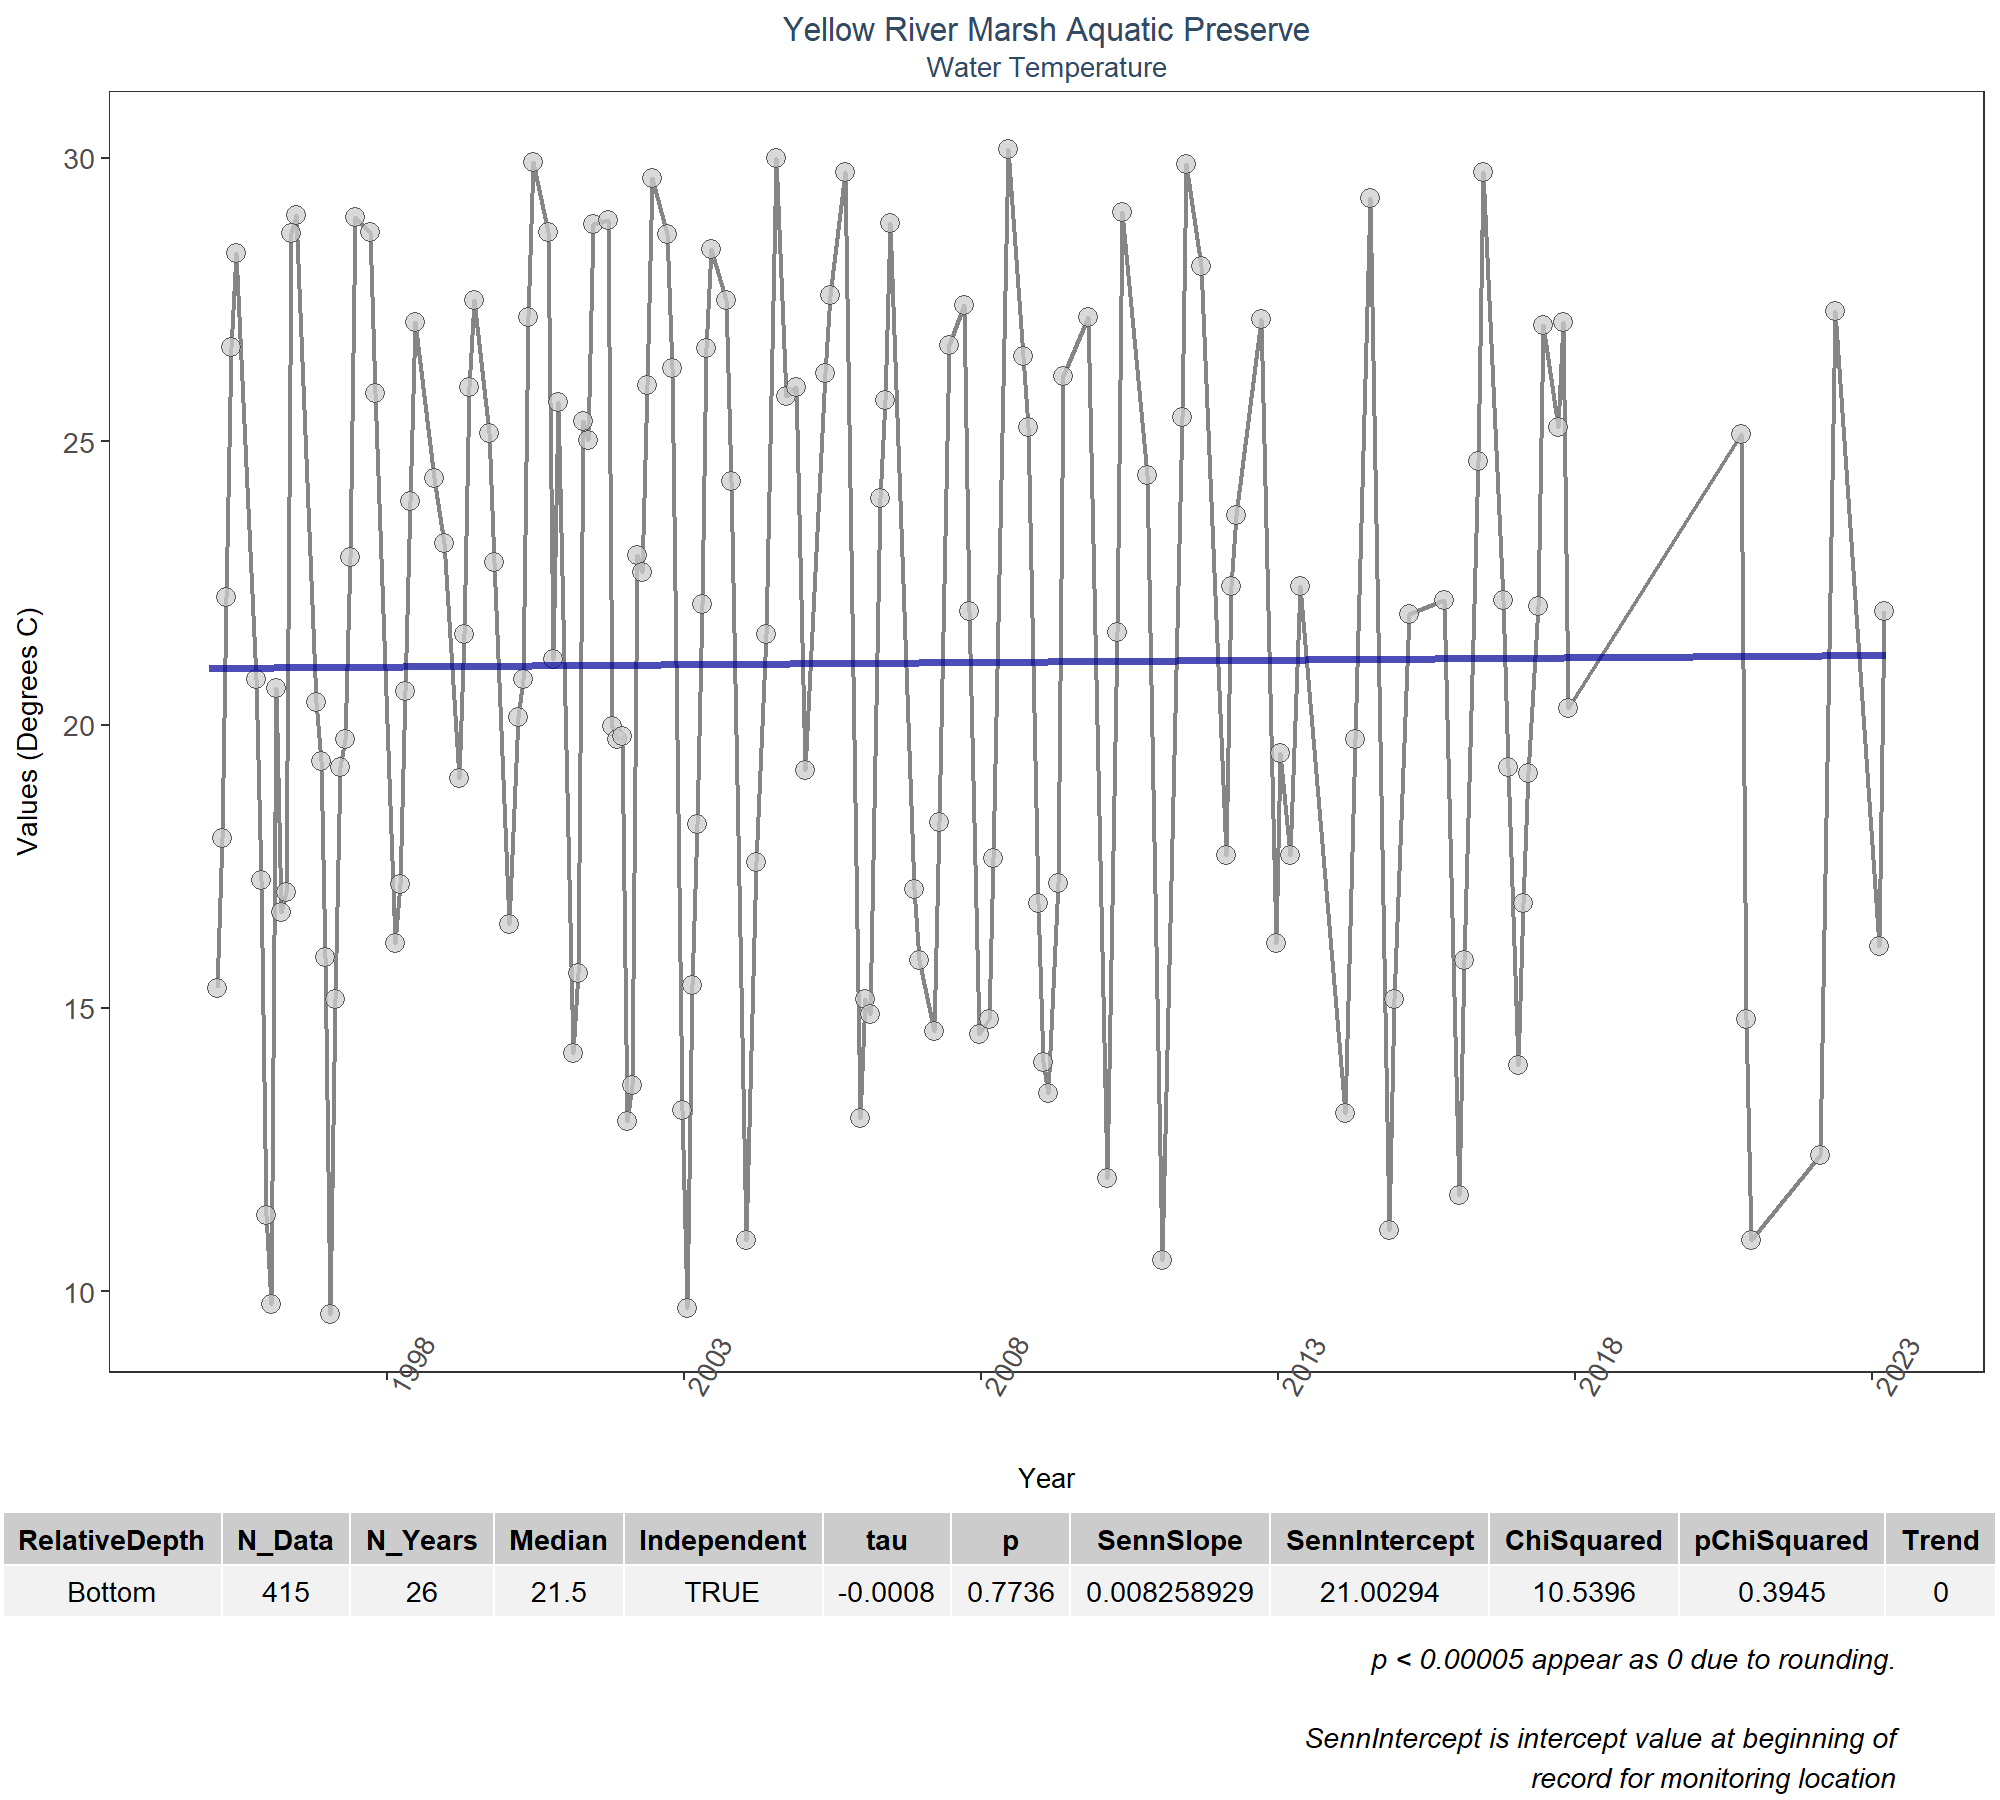 Yellow River Marsh Aquatic Preserve
Water Temperature
30
25
20
15
10
Values (Degrees C)
1998 2003 2008 2013 2018 2023
Year
RelativeDepth N_Data N_Years Median Independent tau p SennSlope SennIntercept ChiSquared pChiSquared Trend
Bottom 415 26 21.5 TRUE -0.0008 0.7736 0.008258929 21.00294 10.5396 0.3945 0
p < 0.00005 appear as 0 due to rounding.
SennIntercept is intercept value at beginning of
record for monitoring location